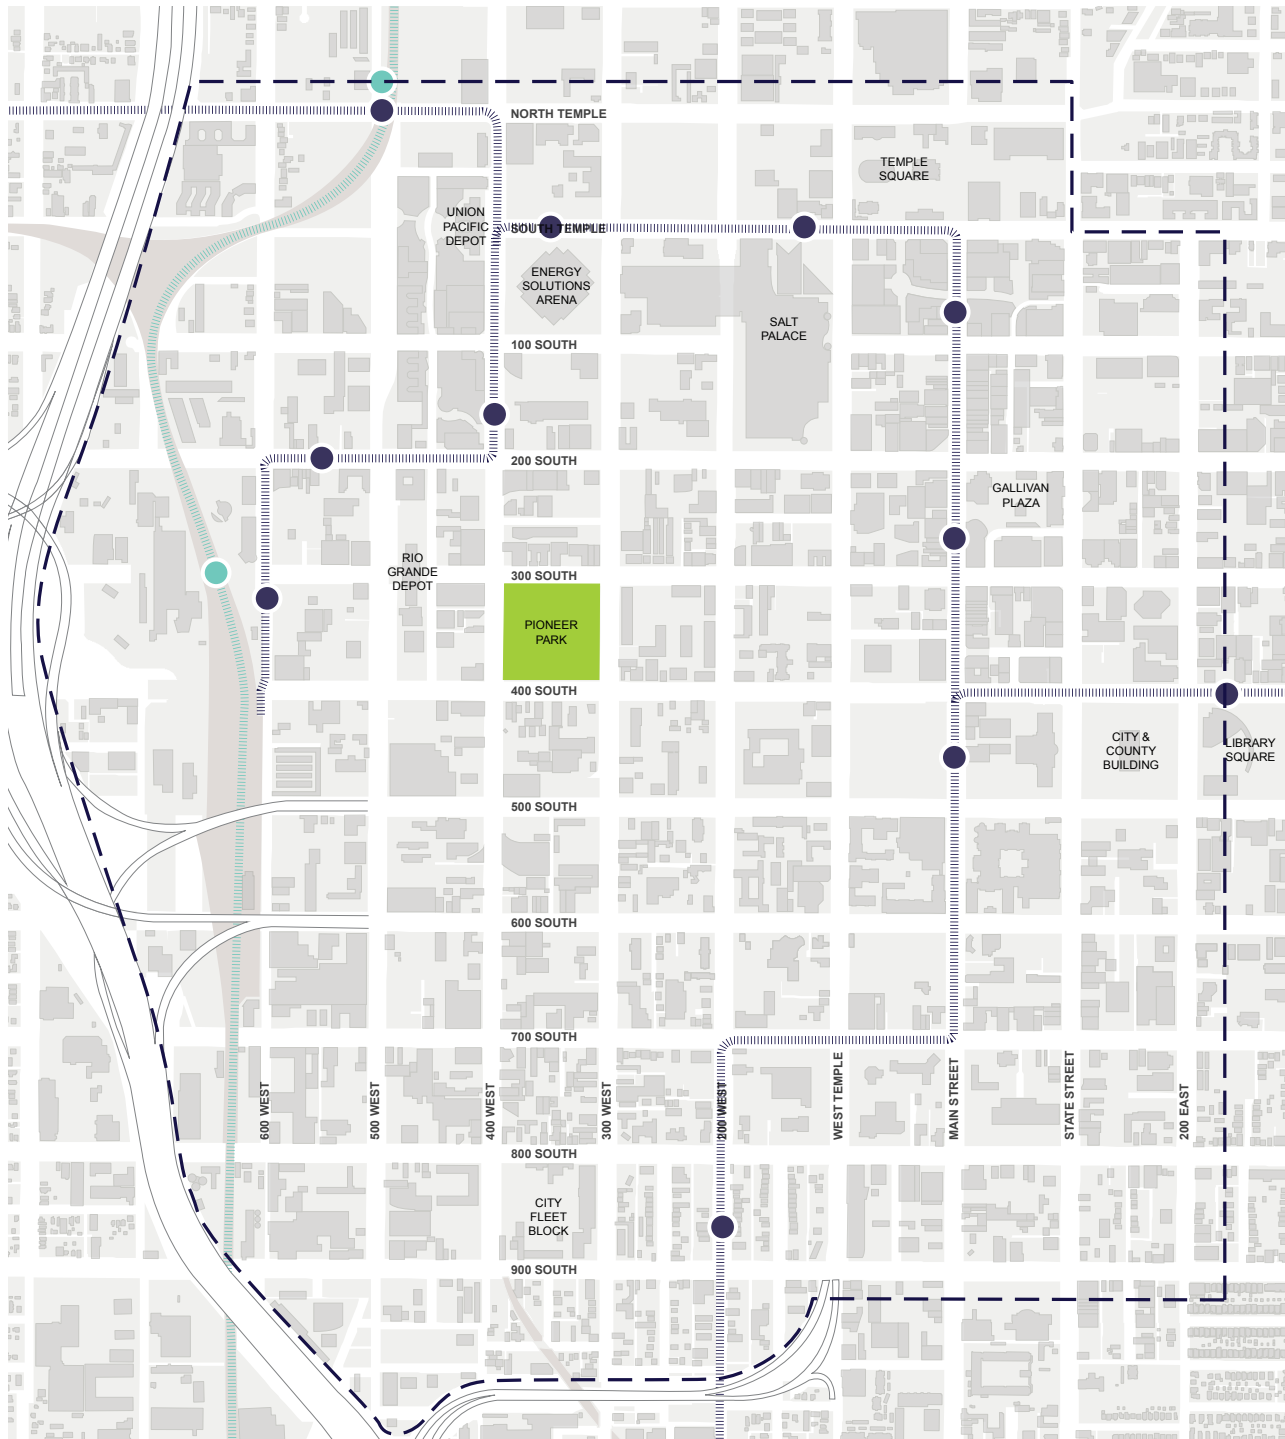 NORTH TEMPLE
TEMPLE
SQUARE
UNION
PACIFIC
DEPOT
SOUTH TEMPLE
ENERGY
SOLUTIONS
ARENA
SALT
PALACE
100 SOUTH
200 SOUTH
GALLIVAN
PLAZA
RIO
GRANDE
DEPOT
300 SOUTH
PIONEER
PARK
400 SOUTH
CITY &
COUNTY
BUILDING
LIBRARY
SQUARE
500 SOUTH
600 SOUTH
700 SOUTH
600 WEST
500 WEST
400 WEST
300 WEST
200 WEST
WEST TEMPLE
MAIN STREET
STATE STREET
200 EAST
800 SOUTH
CITY
FLEET
BLOCK
900 SOUTH